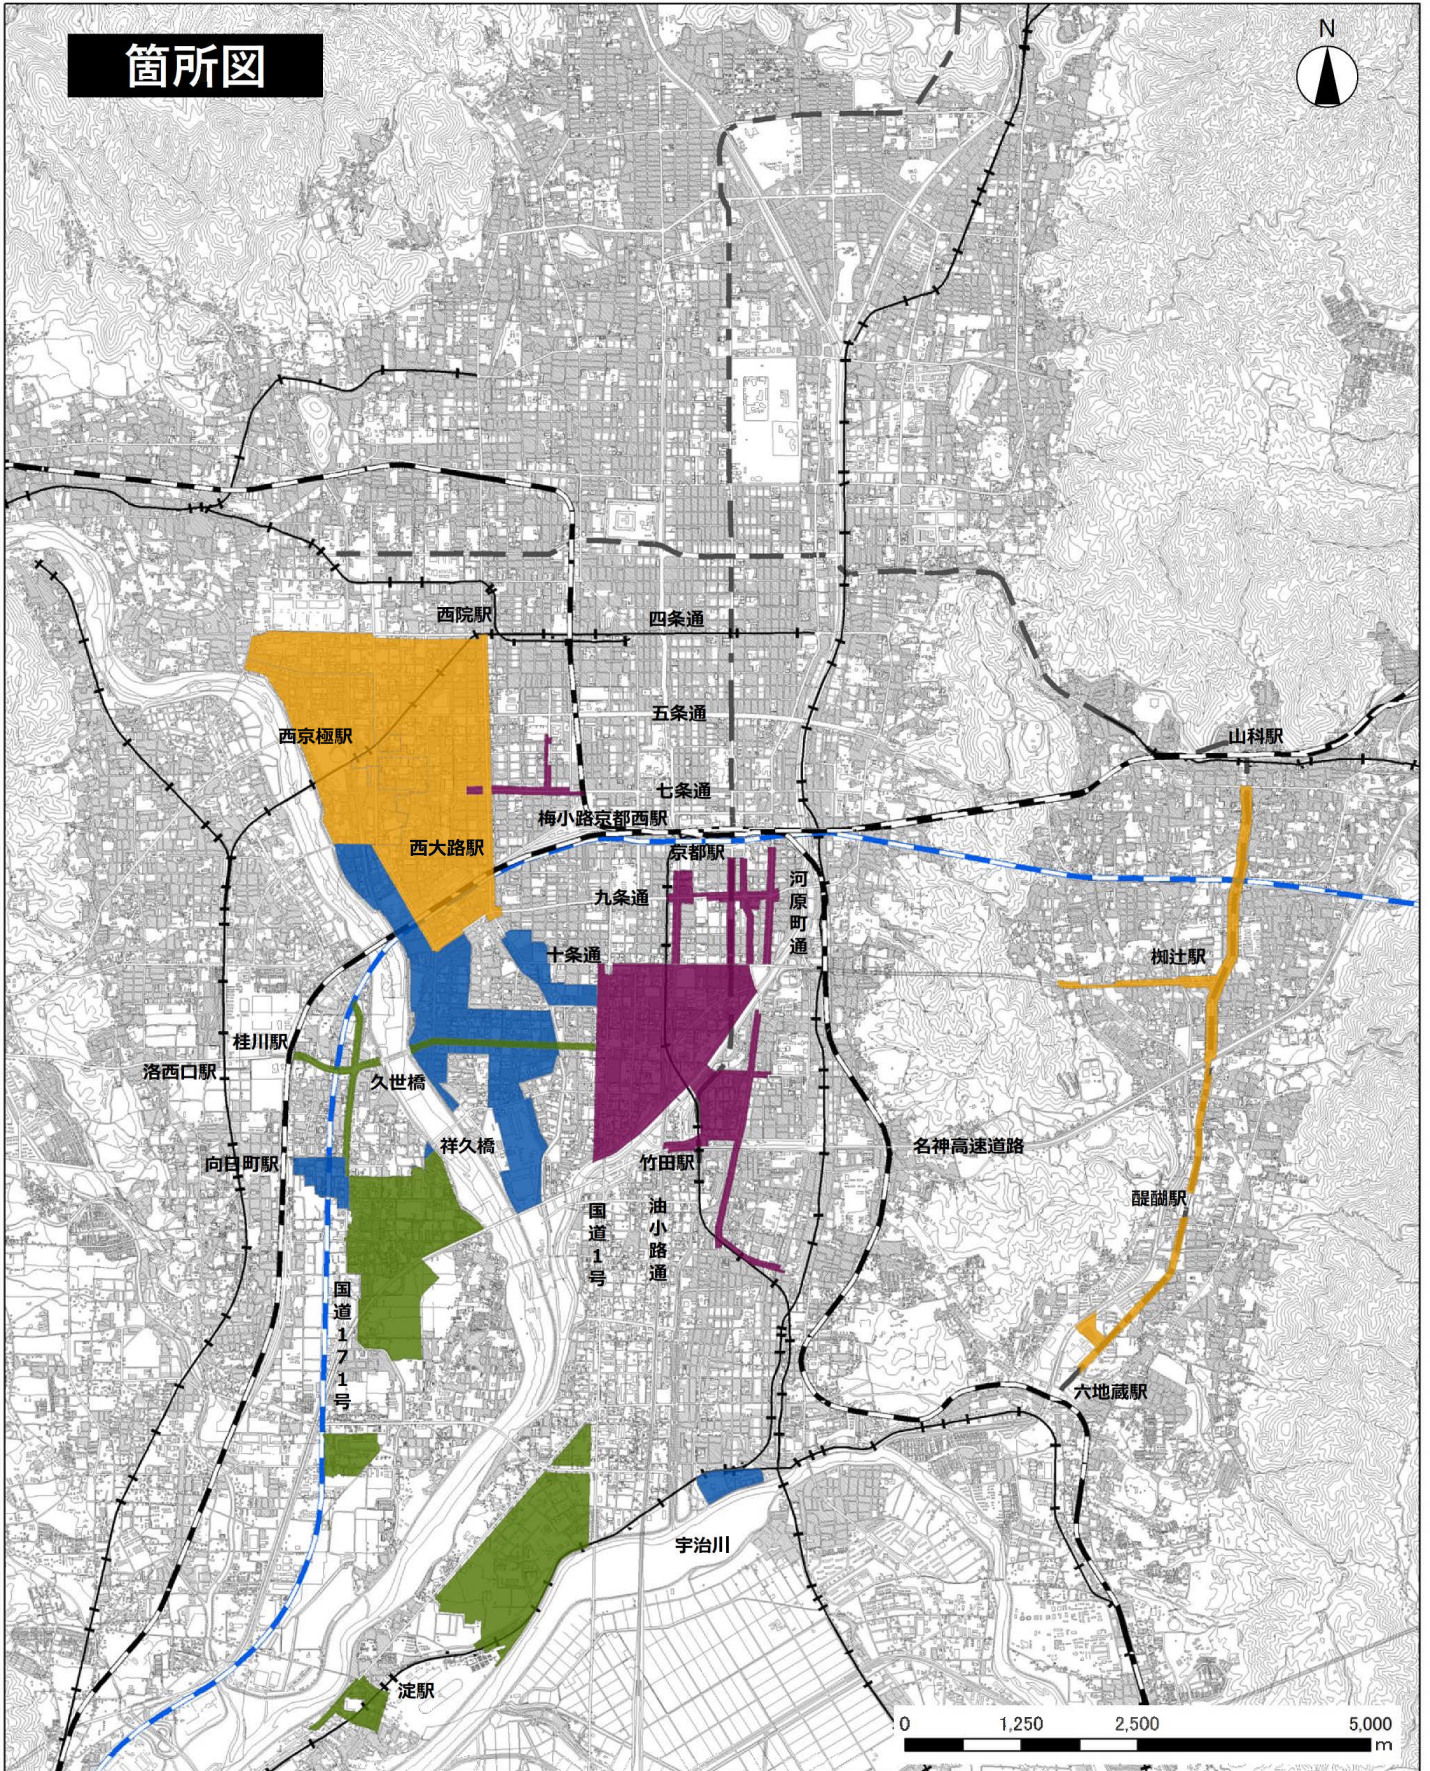 箇所図
N
西院駅
四条通
五条通
西京極駅
山科駅
七条通
梅小路京都西駅
西大路駅
京都駅
九条通
河原町通
十条通
椥辻駅
桂川駅
洛西口駅
久世橋
祥久橋
名神高速道路
向日町駅
竹田駅
醍醐駅
国道1号
油小路通
国道171号
六地蔵駅
宇治川
淀駅
0 1,250 2,500 5,000
m